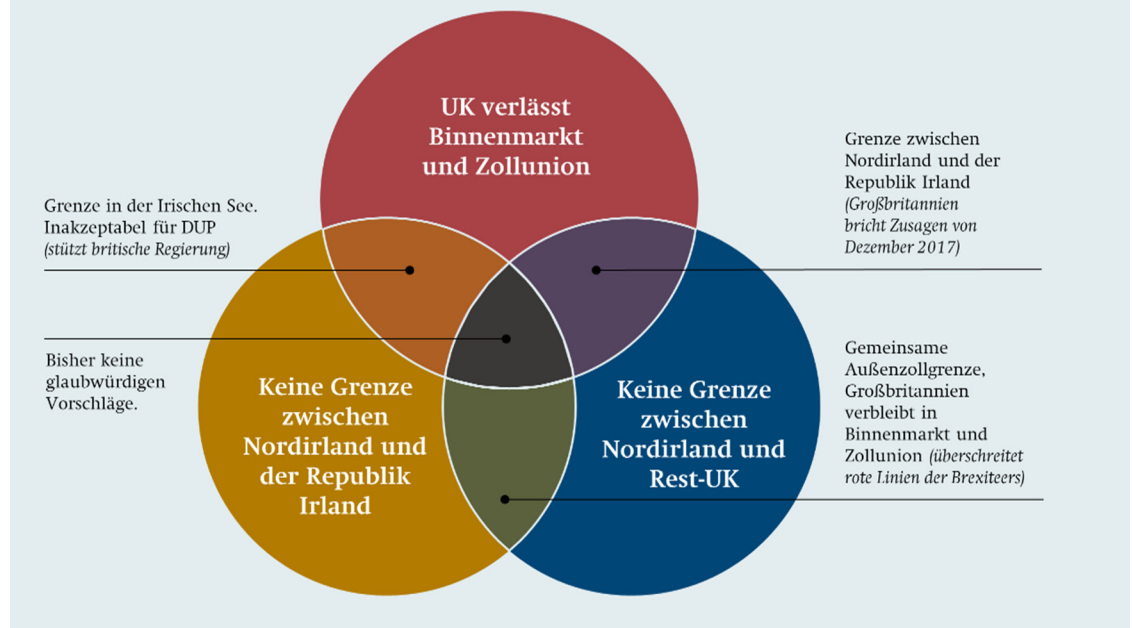 UK verlässt
Binnenmarkt
und Zollunion
Grenze zwischen
Nordirland und der
Republik Irland
(Großbritannien
bricht Zusagen von
Dezember 2017)
Grenze in der Irischen See.
Inakzeptabel für DUP
(stützt britische Regierung)
Bisher keine
glaubwürdigen
Vorschläge.
Keine Grenze
zwischen
Nordirland und
der Republik
Irland
Keine Grenze
zwischen
Nordirland und
Rest-UK
Gemeinsame
Außenzollgrenze,
Großbritannien
verbleibt in
Binnenmarkt und
Zollunion (überschreitet
rote Linien der Brexiteers)